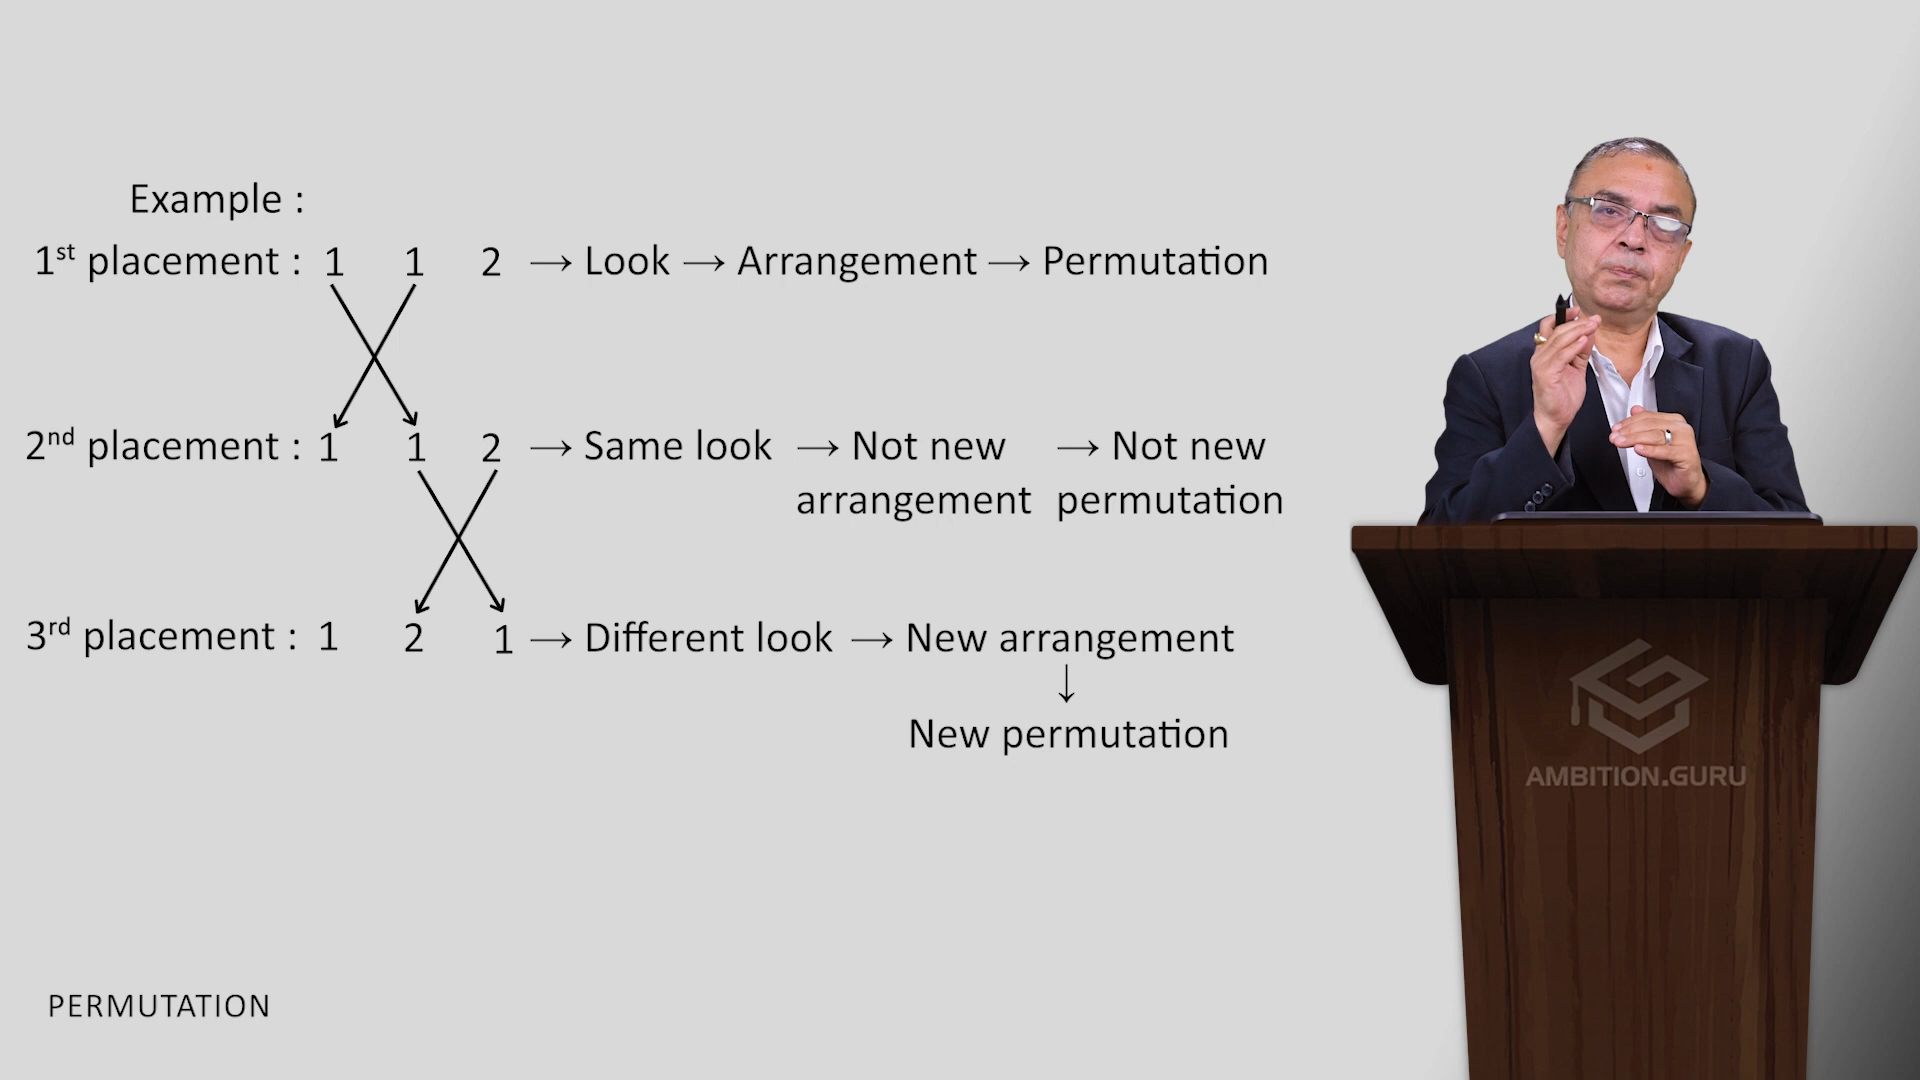 Example :
1st placement : 1 1 2 → Look → Arrangement → Permutation
2nd placement : 1 1 2 → Same look → Not new arrangement → Not new permutation
3rd placement : 1 2 1 → Different look → New arrangement
↓
New permutation
AMBITION.GURU
PERMUTATION